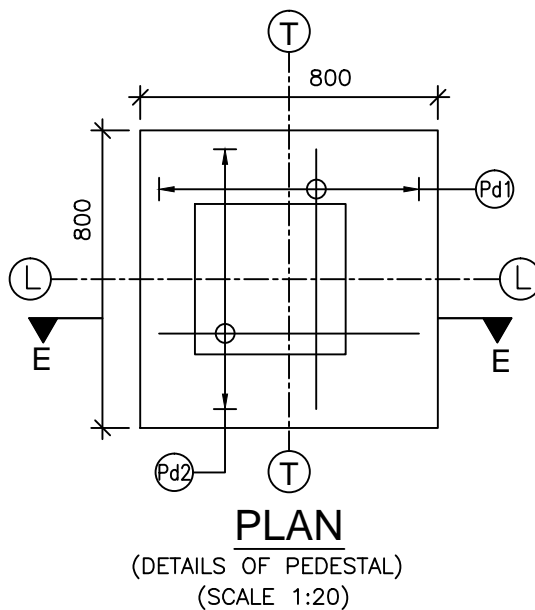 T
800
800
Pd1
L
L
E
E
Pd2
T
PLAN
(DETAILS OF PEDESTAL)
(SCALE 1:20)